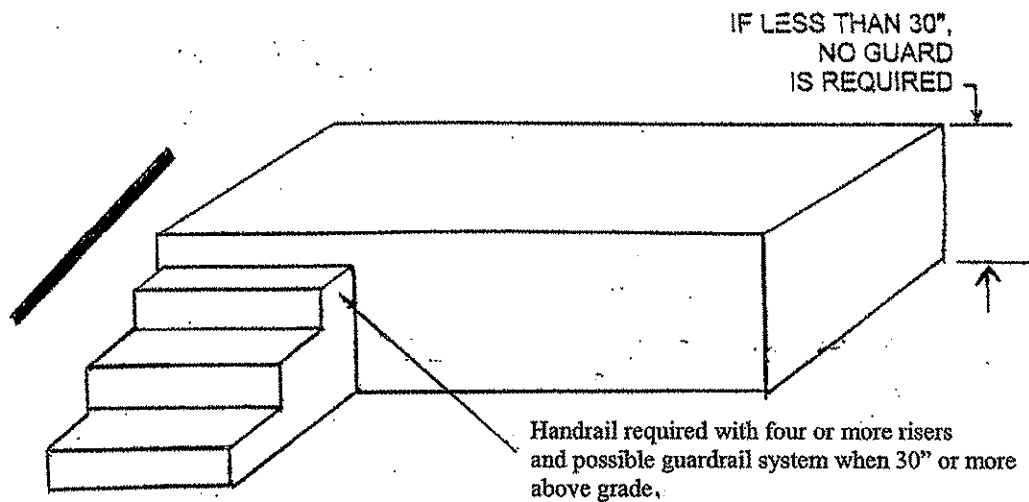 IF LESS THAN 30",
NO GUARD
IS REQUIRED
Handrail required with four or more risers
and possible guardrail system when 30" or more
above grade.